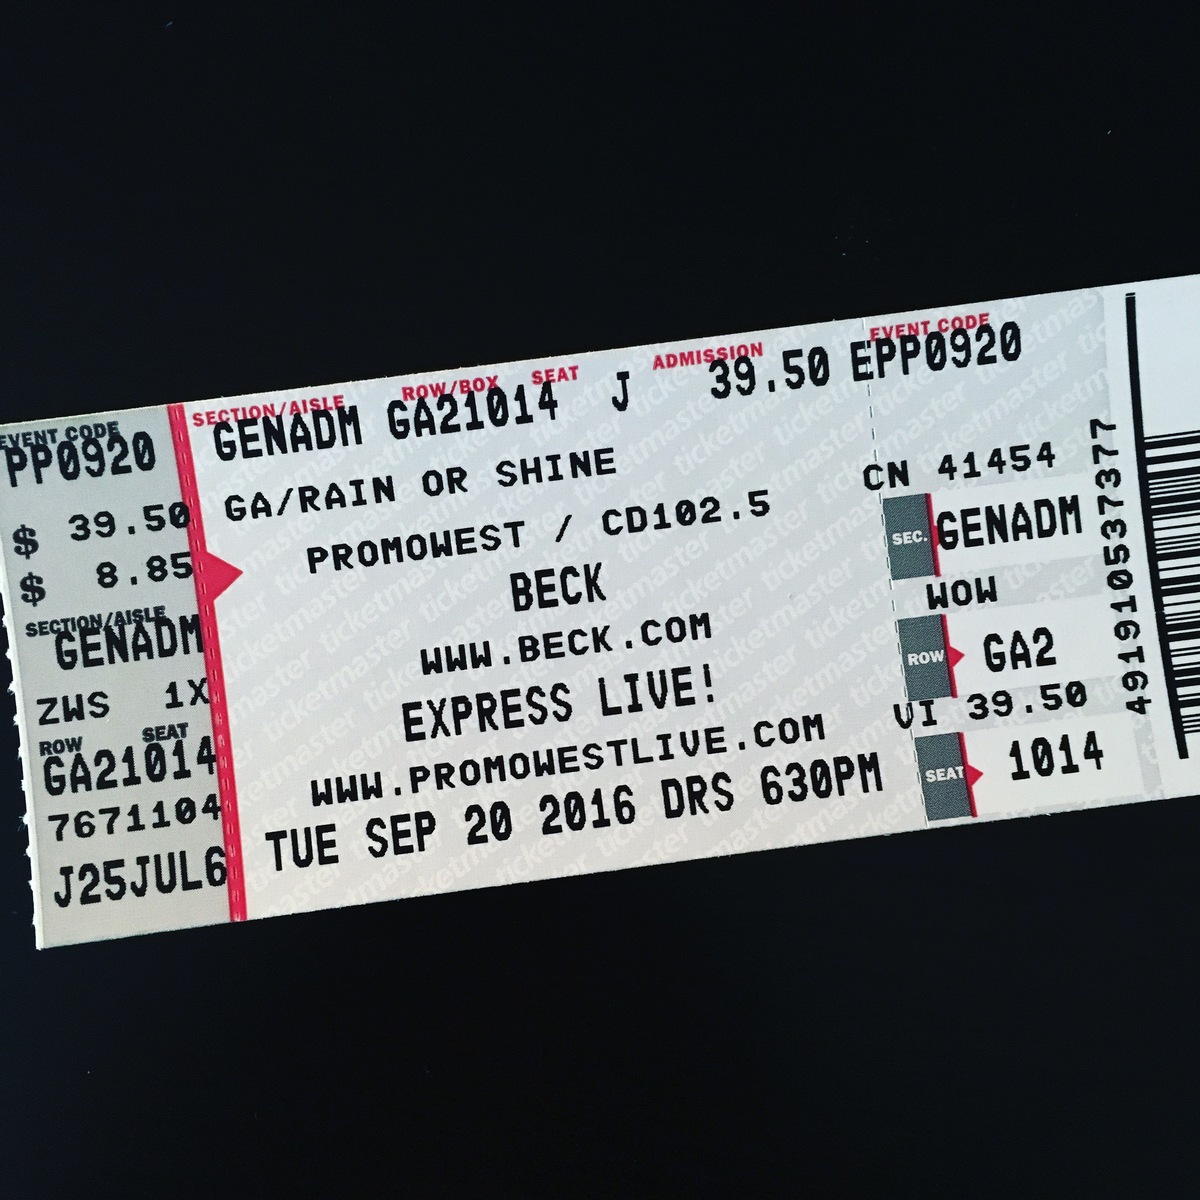 EVENT CODE
PP0920
$ 39.50
$ 8.85
SECTION/AISLE
GENADM
ZWS 1X
ROW SEAT
GA21014
7671104
J25JUL6
SECTION/AISLE ROW/BOX SEAT ADMISSION
GENADM GA21014 J 39.50
GA/RAIN OR SHINE
PROMOWEST / CD102.5
BECK
WWW.BECK.COM
EXPRESS LIVE!
WWW.PROMOWESTLIVE.COM
TUE SEP 20 2016 DRS 630PM
EVENT CODE
EPP0920
CN 41454
SEC. GENADM
WOW
ROW GA2
VI 39.50
SEAT 1014
491910537377